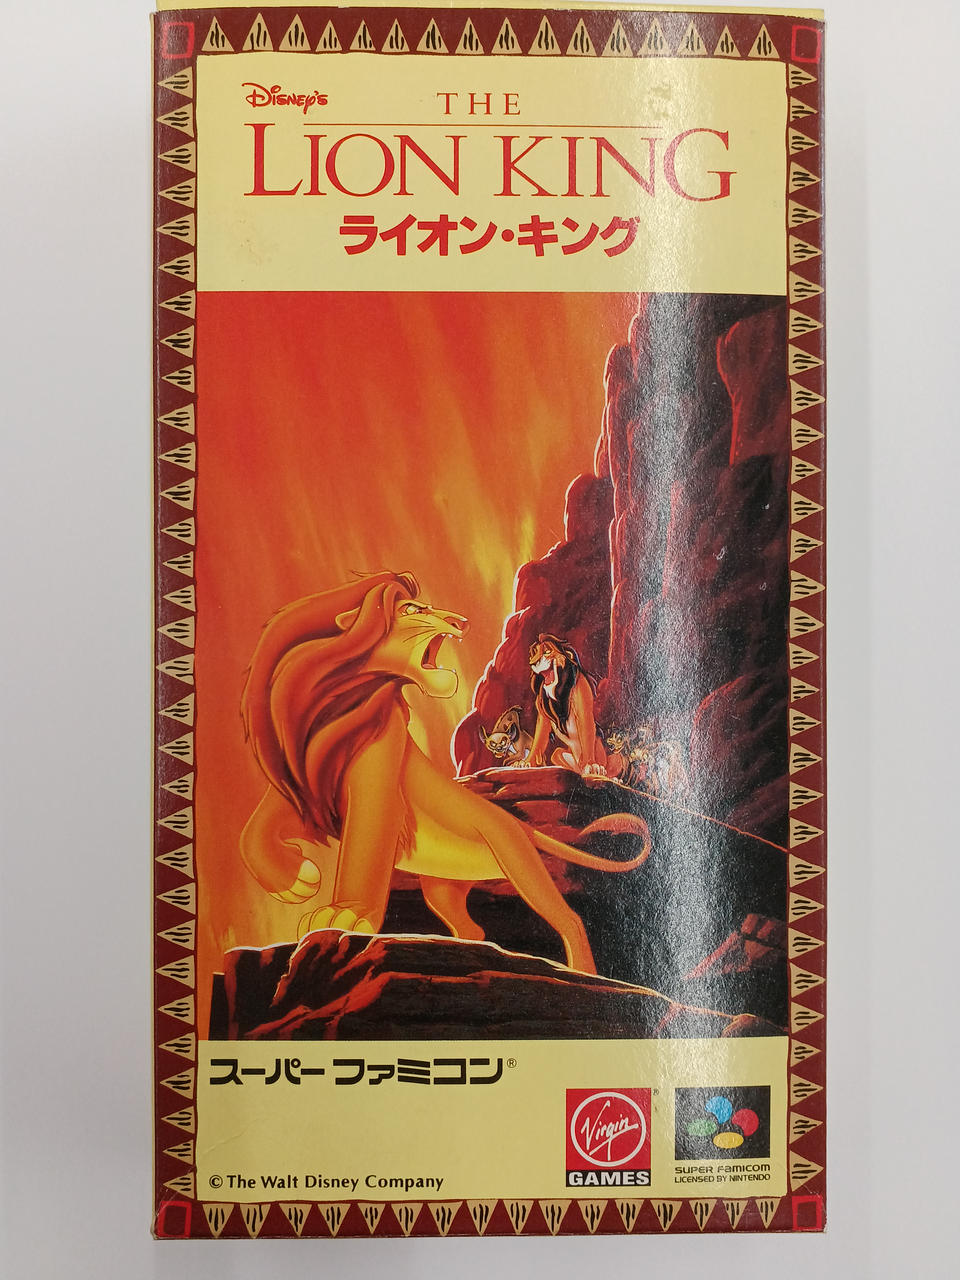 Disney's
THE
LION KING
ライオン・キング
スーパーファミコン®
Virgin®
GAMES
SUPER FAMICOM
LICENSED BY NINTENDO
© The Walt Disney Company